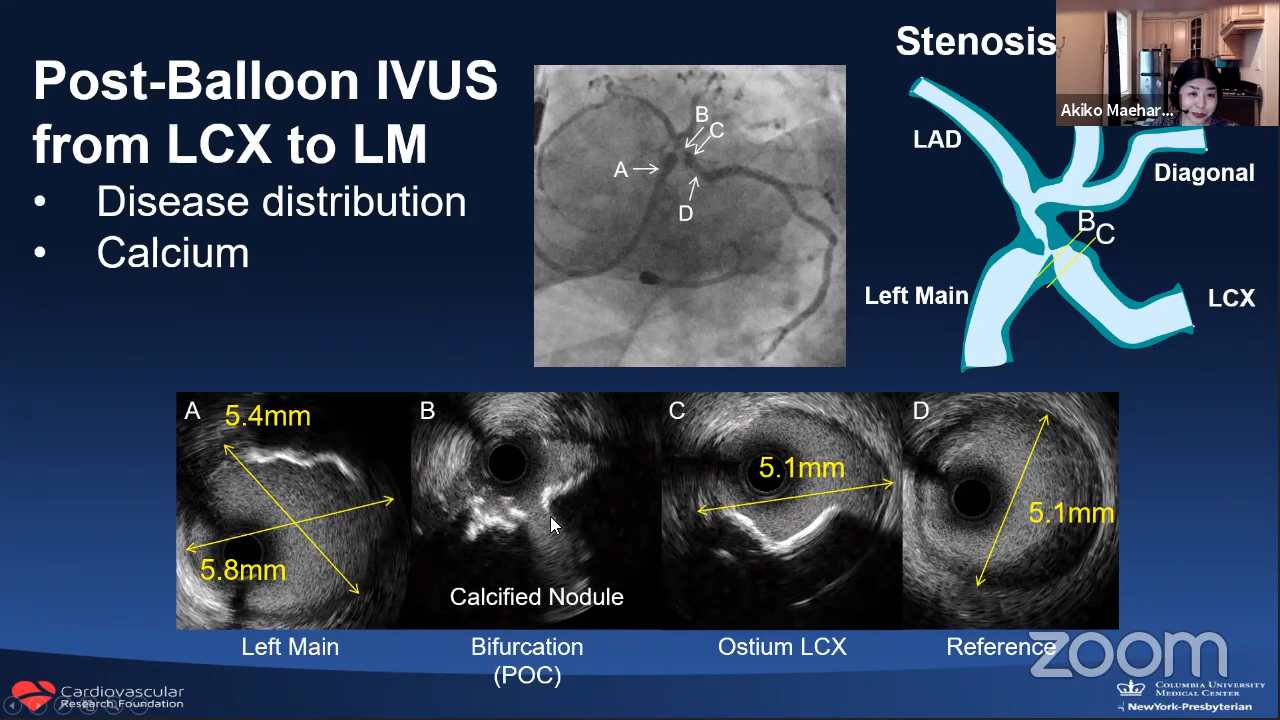 Post-Balloon IVUS
from LCX to LM
• Disease distribution
• Calcium
A
B
C
D
Stenosis
Akiko Maehar...
LAD
Diagonal
B
C
Left Main
LCX
A
5.4mm
5.8mm
B
Calcified Nodule
C
5.1mm
D
5.1mm
Left Main
Bifurcation
(POC)
Ostium LCX
Reference
zoom
Cardiovascular
Research Foundation
COLUMBIA UNIVERSITY
MEDICAL CENTER
NewYork-Presbyterian